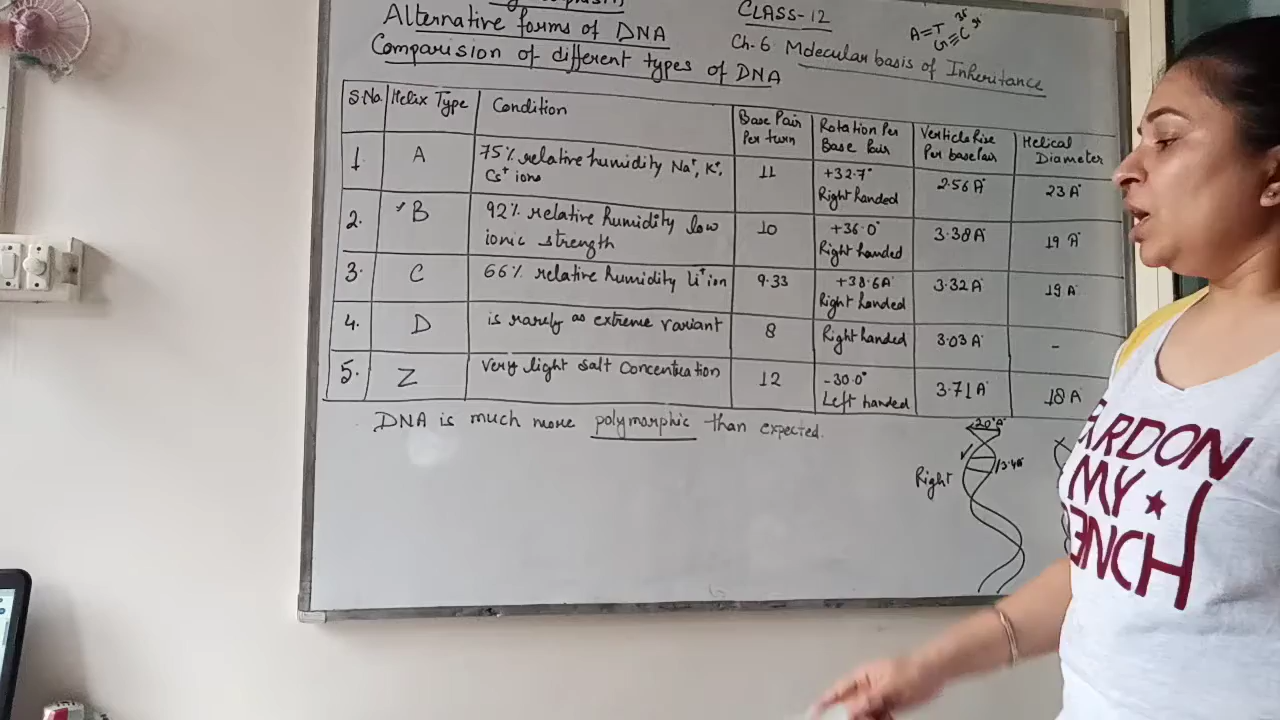 Alternative forms of DNA
Comparision of different types of DNA
CLASS-12
Ch-6 Molecular basis of Inheritance
A=T
G≡C
S.No. Helix Type Condition Base Pair Per turn Rotation Per Base Pair Verticle Rise Per base Pair Helical Diameter
1. A 75% relative humidity Na⁺, K⁺, Cs⁺ ions 11 +32.7° Right handed 2.56 A° 23 A°
2. B 92% relative humidity low ionic strength 10 +36.0° Right handed 3.38 A° 19 A°
3. C 66% relative humidity Li⁺ ion 9.33 +38.6A° Right handed 3.32 A° 19 A
4. D is rarely as extreme variant 8 Right handed 3.03 A° -
5. Z very light salt concentration 12 -30.0° Left handed 3.71 A° 18 A°
DNA is much more polymorphic than expected.
20°A
Right
MY